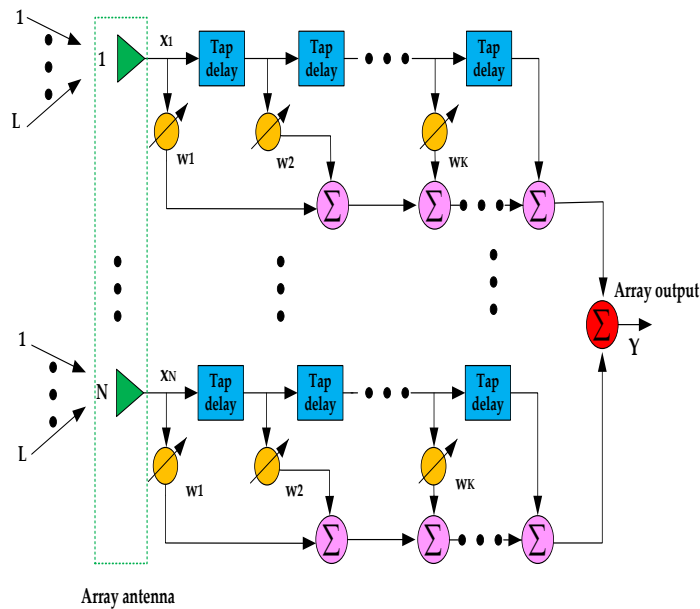 1
L
1
X1
Tap delay
Tap delay
Tap delay
w1
w2
wK
Σ
Σ
Σ
Array output
Σ
Y
1
L
N
XN
Tap delay
Tap delay
Tap delay
w1
w2
wK
Σ
Σ
Σ
Array antenna